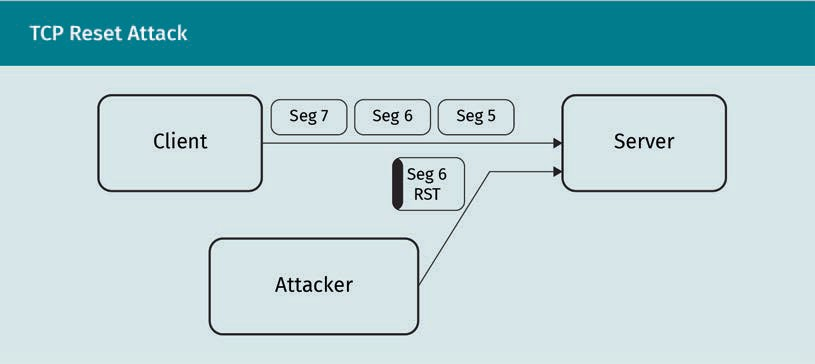 TCP Reset Attack
Client
Seg 7
Seg 6
Seg 5
Server
Seg 6
RST
Attacker